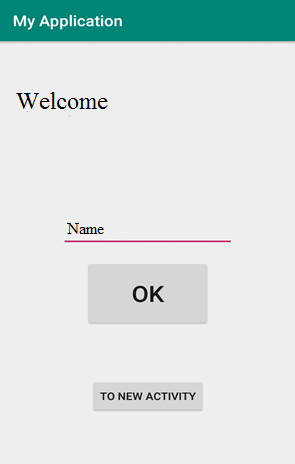 My Application
Welcome
Name
OK
TO NEW ACTIVITY